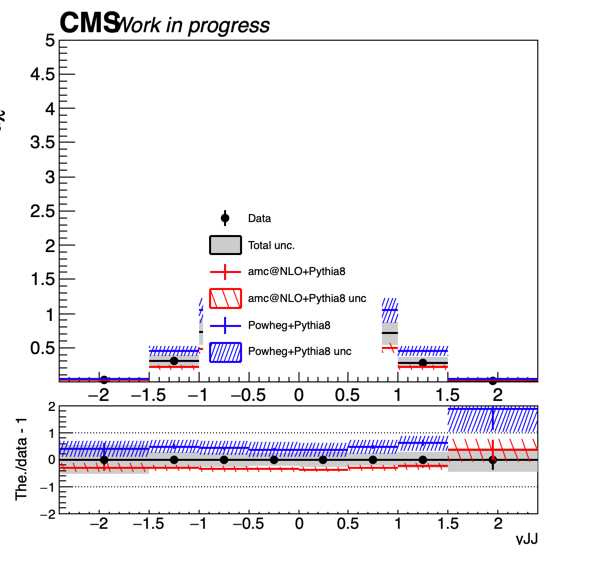 CMS Work in progress
5
4.5
4
3.5
3
2.5
2
1.5
1
0.5
Data
Total unc.
amc@NLO+Pythia8
amc@NLO+Pythia8 unc
Powheg+Pythia8
Powheg+Pythia8 unc
−2 −1.5 −1 −0.5 0 0.5 1 1.5 2
The./data - 1
2
1
0
−1
−2
−2 −1.5 −1 −0.5 0 0.5 1 1.5 2
yJJ